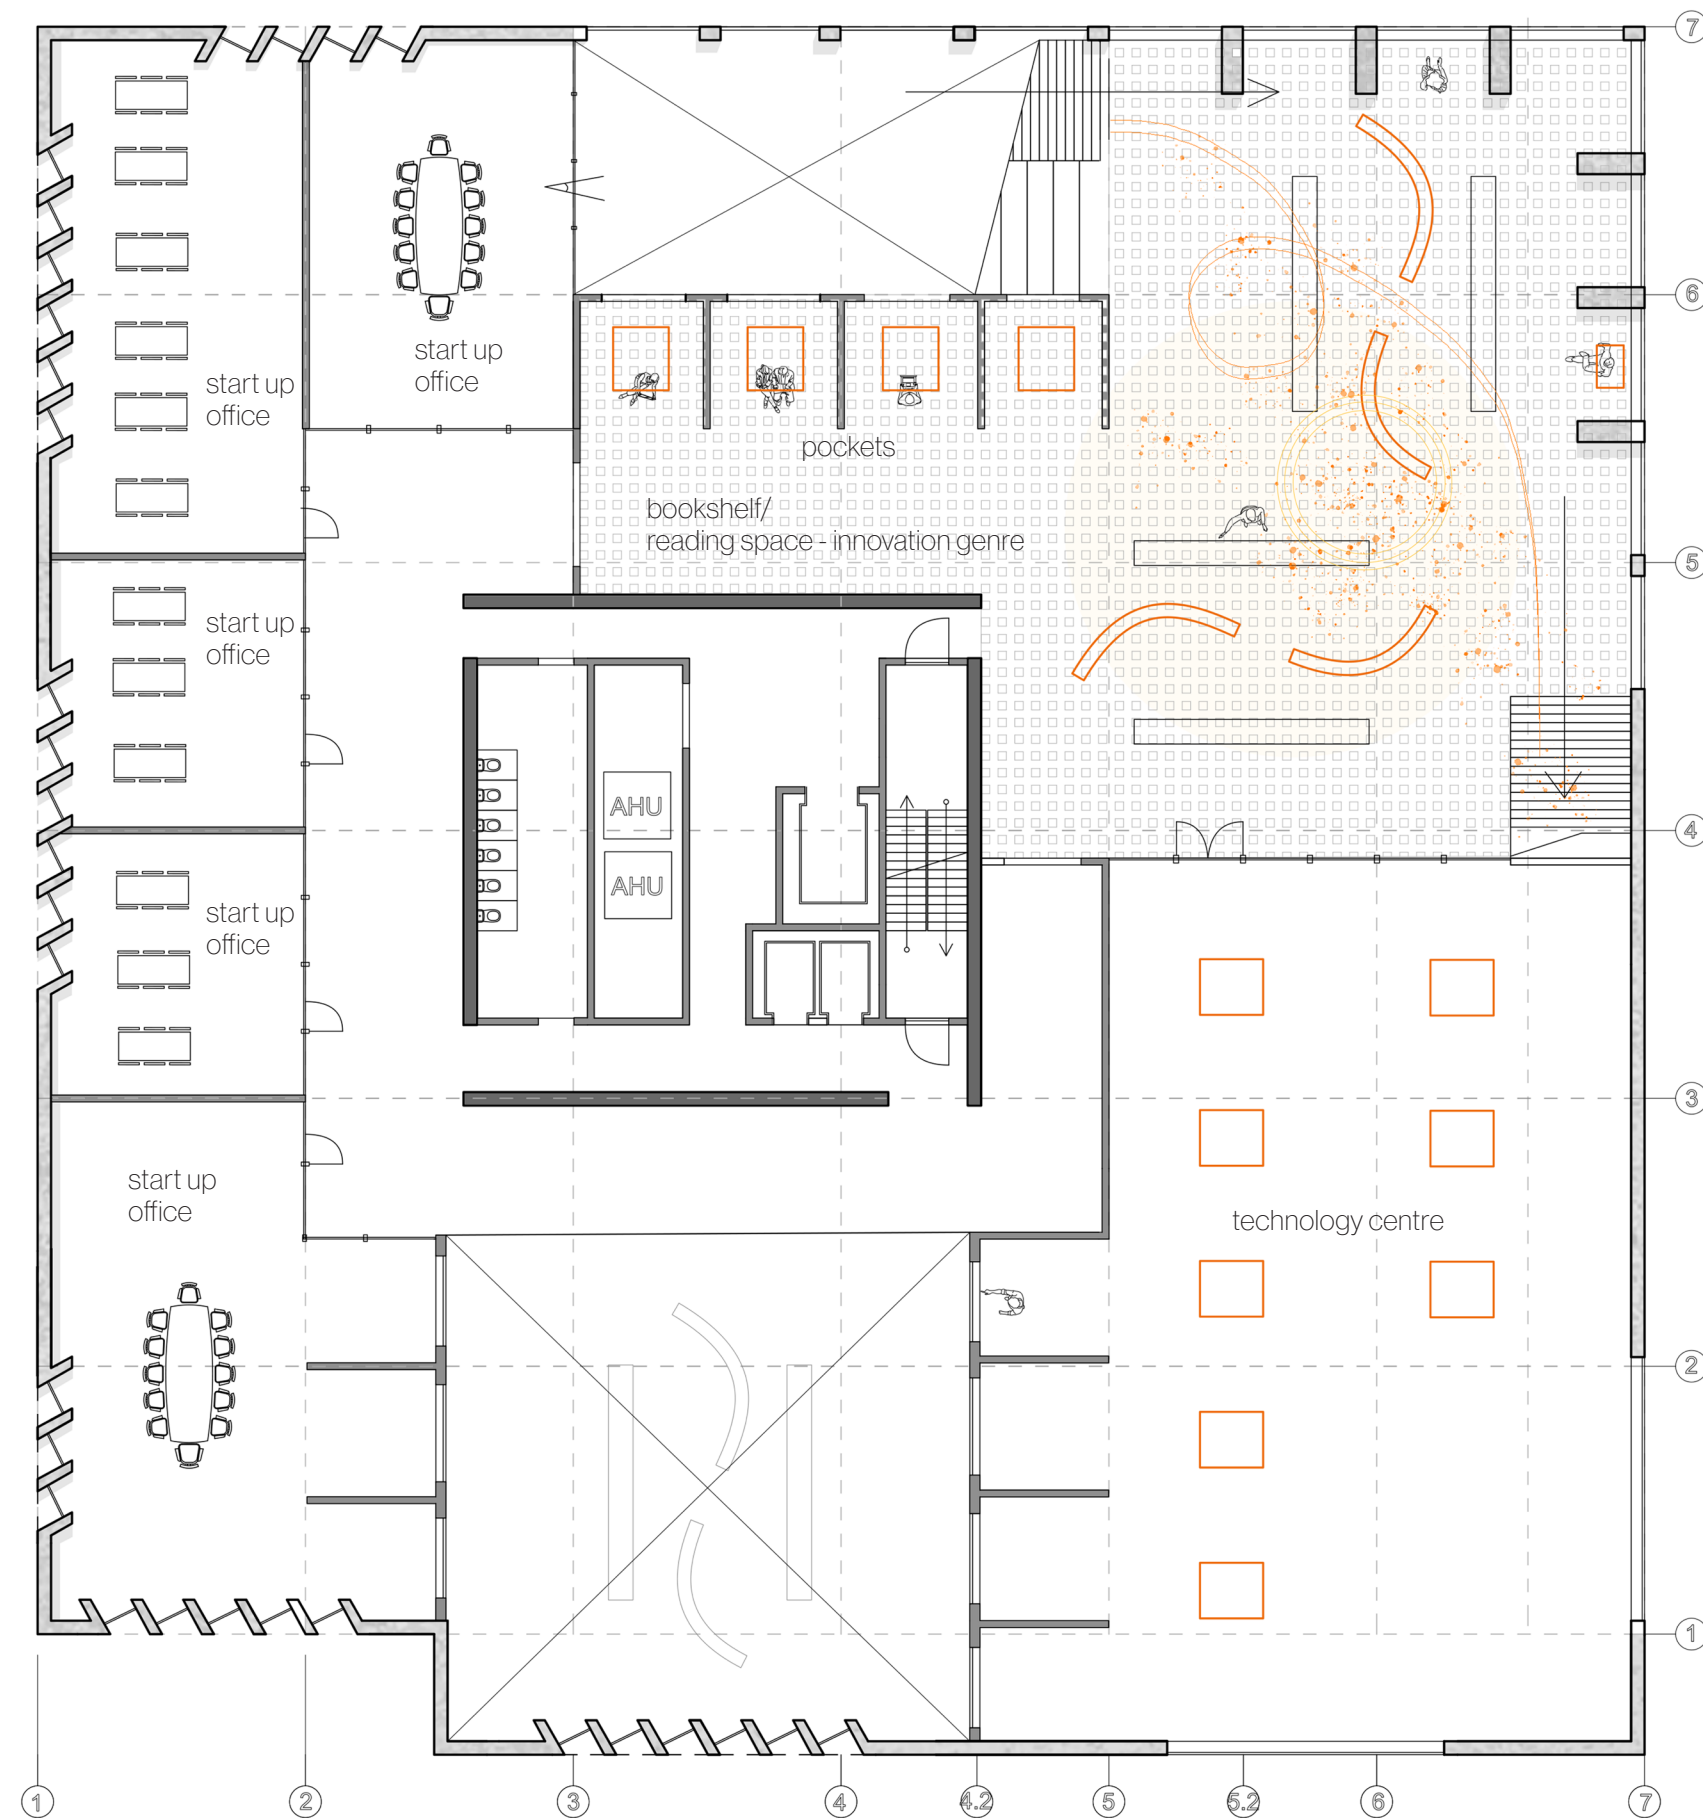 7
start up
office
6
start up
office
pockets
bookshelf/
reading space - innovation genre
5
start up
office
AHU
4
AHU
start up
office
3
start up
office
technology centre
2
1
1
2
3
4
4.2
5
5.2
6
7